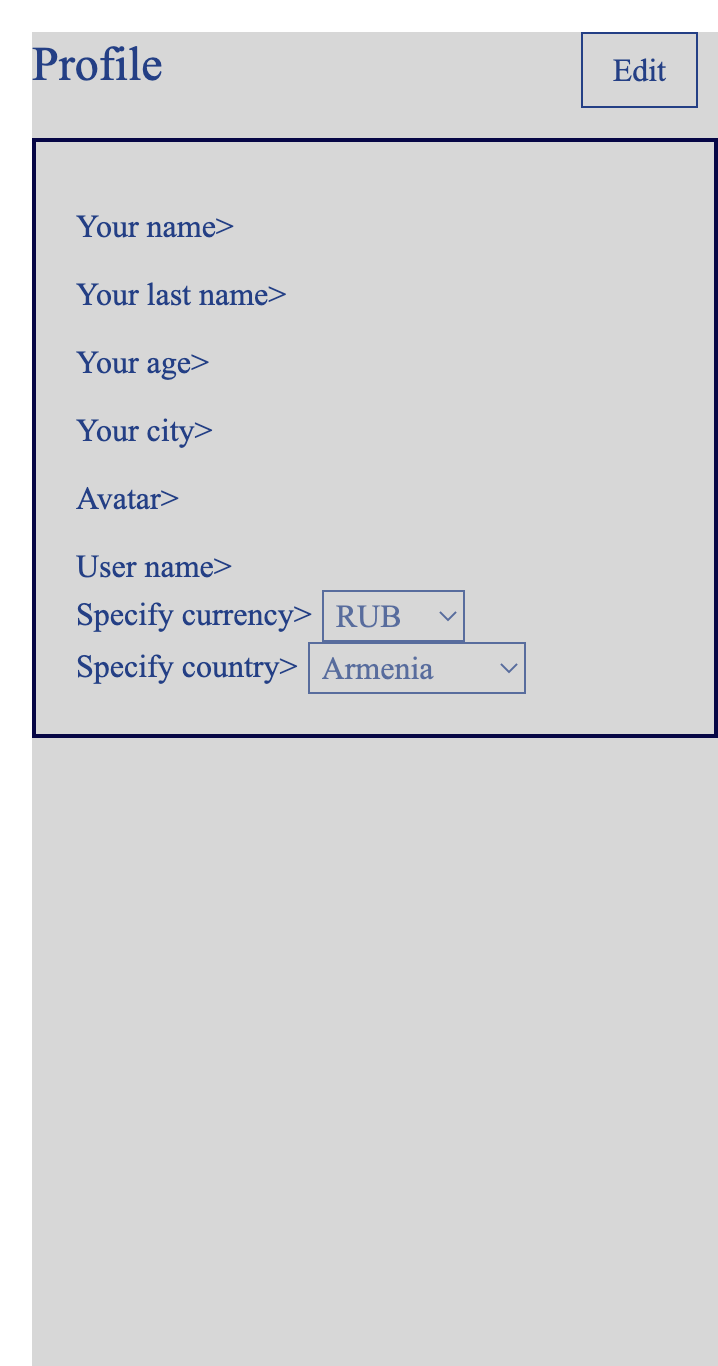 Profile
Edit
Your name>
Your last name>
Your age>
Your city>
Avatar>
User name>
Specify currency> RUB
Specify country> Armenia